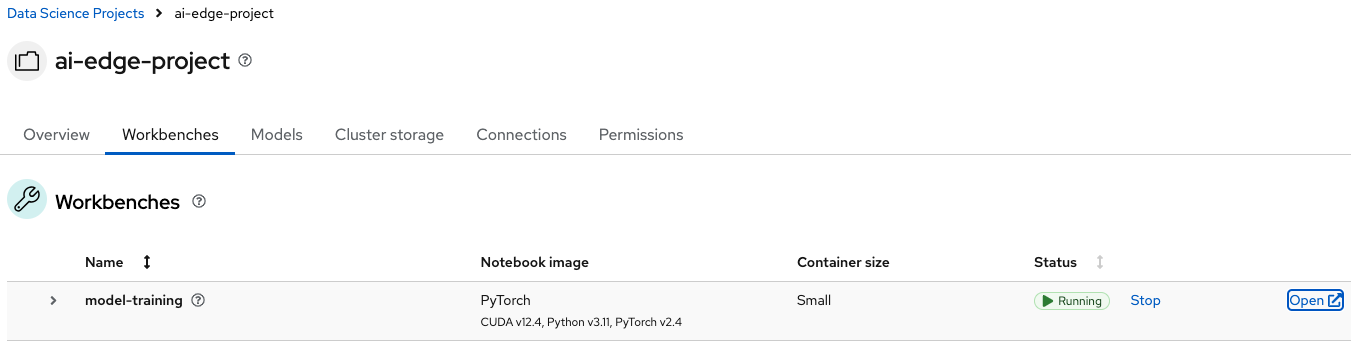 Data Science Projects > ai-edge-project
ai-edge-project
Overview Workbenches Models Cluster storage Connections Permissions
Workbenches
Name Notebook image Container size Status
model-training PyTorch Small Running Stop Open
CUDA v12.4, Python v3.11, PyTorch v2.4